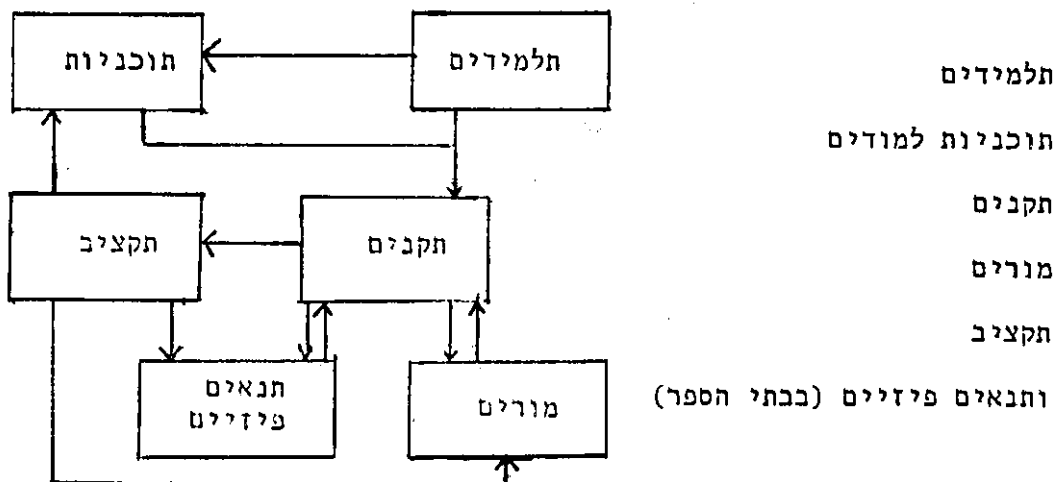 תלמידים
תוכניות
תלמידים
תוכניות למודים
תקנים
תקנים
תקציב
מורים
תקציב
תנאים
פיזיים
מורים
ותנאים פיזיים (בבתי הספר)